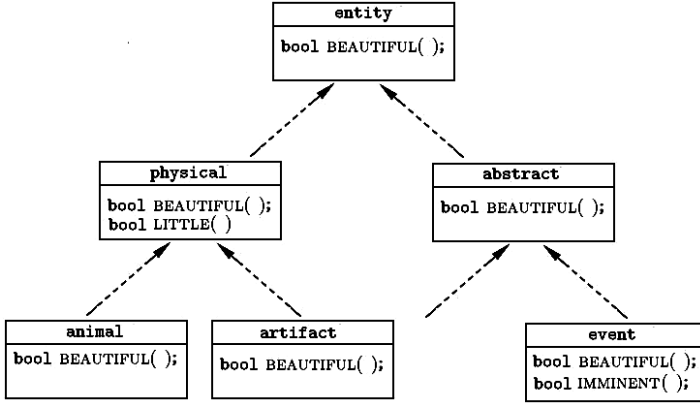 entity
bool BEAUTIFUL( );
physical
bool BEAUTIFUL( );
bool LITTLE( )
abstract
bool BEAUTIFUL( );
animal
bool BEAUTIFUL( );
artifact
bool BEAUTIFUL( );
event
bool BEAUTIFUL( );
bool IMMINENT( );